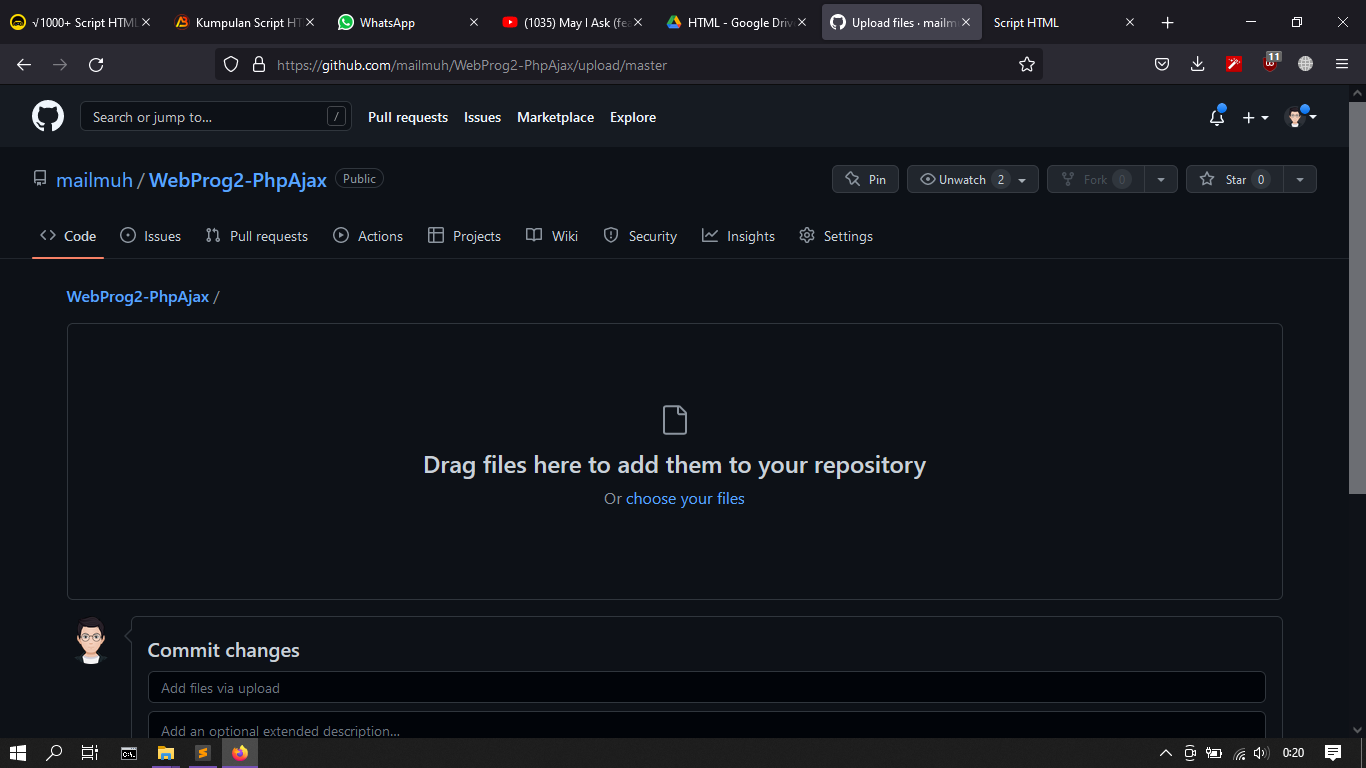 √1000+ Script HTML
Kumpulan Script HT
WhatsApp
(1035) May I Ask (fea
HTML - Google Drive
Upload files · mailm
Script HTML
https://github.com/mailmuh/WebProg2-PhpAjax/upload/master
11
Search or jump to...
/
Pull requests
Issues
Marketplace
Explore
mailmuh / WebProg2-PhpAjax
Public
Pin
Unwatch 2
Fork 0
Star 0
Code
Issues
Pull requests
Actions
Projects
Wiki
Security
Insights
Settings
WebProg2-PhpAjax /
Drag files here to add them to your repository
Or choose your files
Commit changes
Add files via upload
Add an optional extended description...
0:20